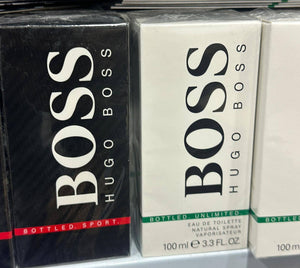 BOSS
HUGO BOSS
BOTTLED. SPORT.
BOSS
HUGO BOSS
BOTTLED. UNLIMITED.
EAU DE TOILETTE
NATURAL SPRAY
VAPORISATEUR
100 ml ℮ 3.3 FL.OZ.
BOTTLED
100